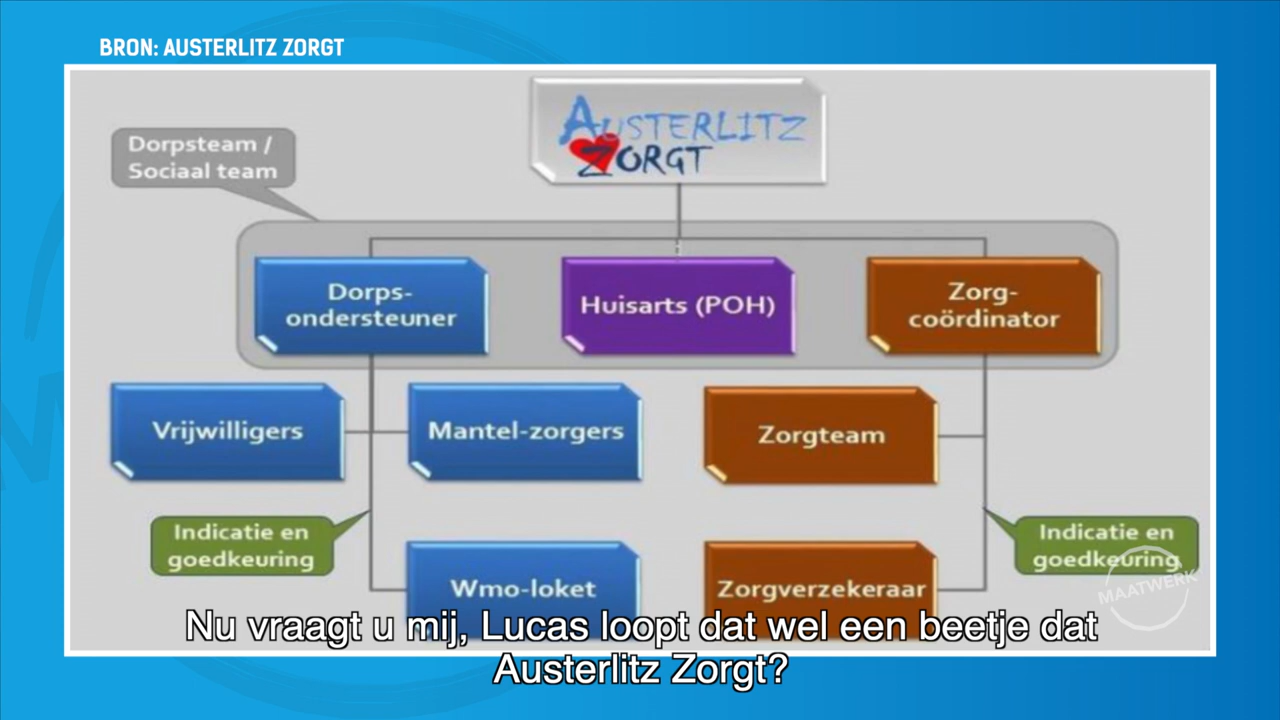 BRON: AUSTERLITZ ZORGT
AUSTERLITZ
ZORGT
Dorpsteam /
Sociaal team
Dorps-
ondersteuner
Huisarts (POH)
Zorg-
coördinator
Vrijwilligers
Mantel-zorgers
Zorgteam
Indicatie en
goedkeuring
Indicatie en
goedkeuring
Wmo-loket
Zorgverzekeraar
MAATWERK
Nu vraagt u mij, Lucas loopt dat wel een beetje dat
Austerlitz Zorgt?